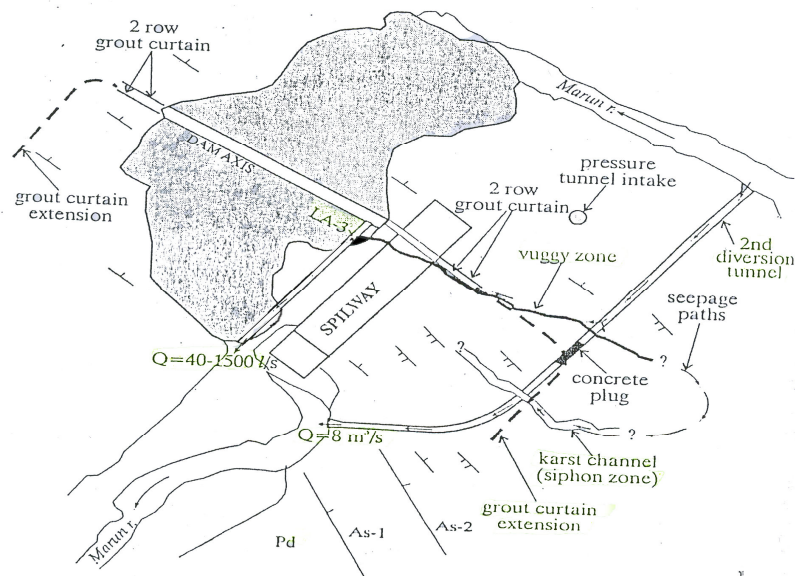 2 row
grout curtain
Marun r.
DAM AXIS
pressure
tunnel intake
grout curtain
extension
2 row
grout curtain
LA-3
2nd
diversion
tunnel
vuggy zone
seepage
paths
SPILWAY
?
?
Q=40-1500 l/s
concrete
plug
?
Q=8 m³/s
karst channel
(siphon zone)
grout curtain
extension
As-2
As-1
Pd
Marun r.